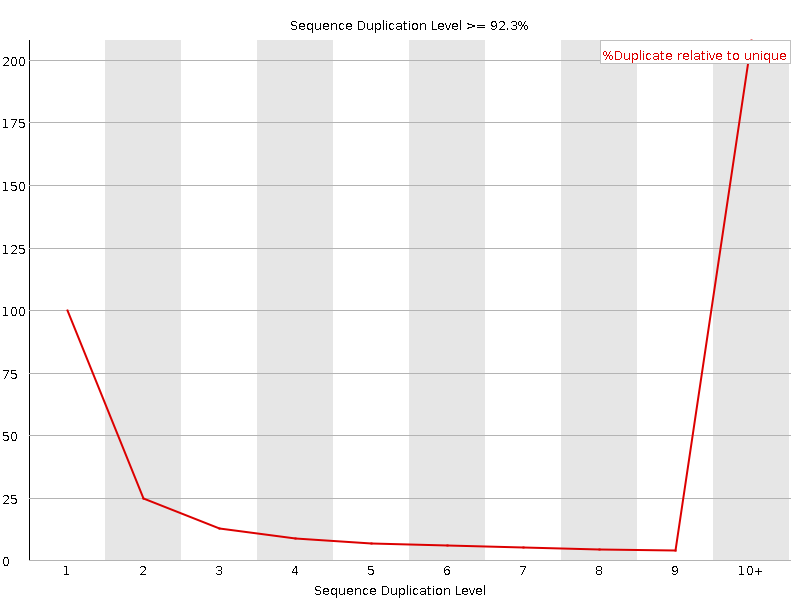 Sequence Duplication Level >= 92.3%
%Duplicate relative to unique
200
175
150
125
100
75
50
25
0
1 2 3 4 5 6 7 8 9 10+
Sequence Duplication Level